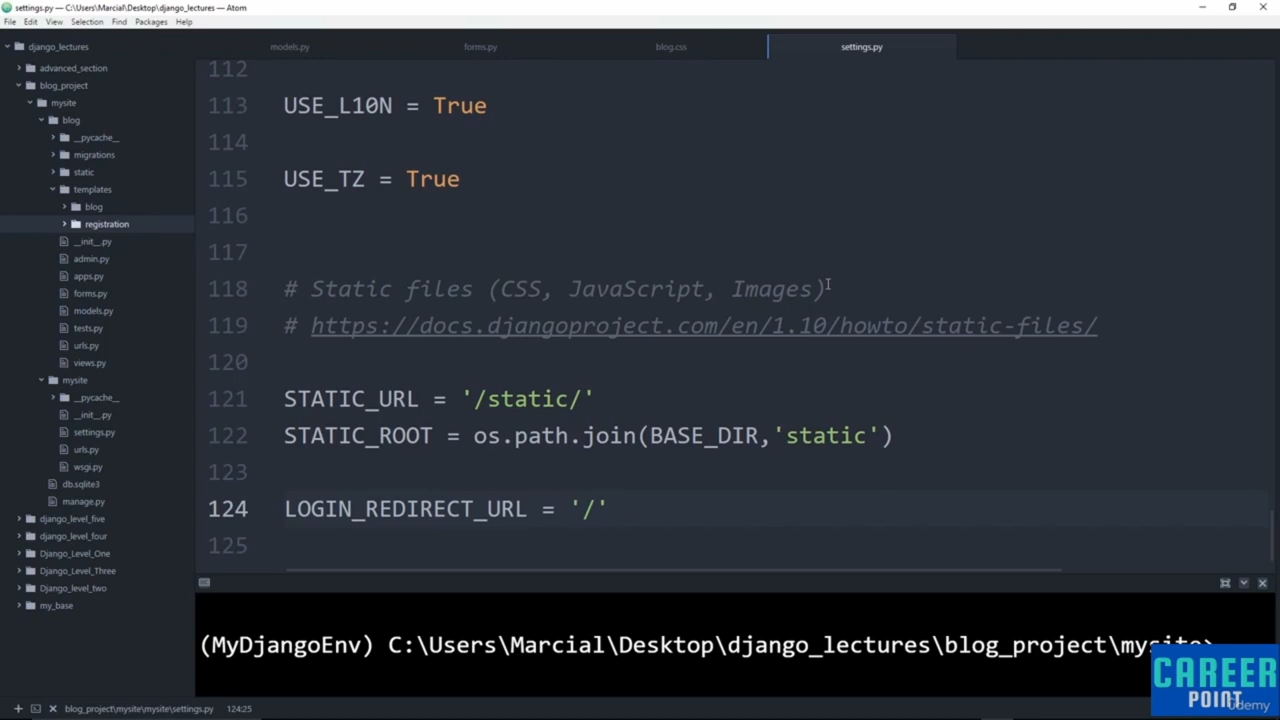 settings.py — C:\Users\Marcial\Desktop\django_lectures — Atom
File Edit View Selection Find Packages Help
django_lectures
advanced_section
blog_project
mysite
blog
__pycache__
migrations
static
templates
blog
registration
__init__.py
admin.py
apps.py
forms.py
models.py
tests.py
urls.py
views.py
mysite
__pycache__
__init__.py
settings.py
urls.py
wsgi.py
db.sqlite3
manage.py
django_level_five
django_level_four
Django_Level_One
Django_Level_Three
Django_level_two
my_base
models.py forms.py blog.css settings.py
112
113 USE_L10N = True
114
115 USE_TZ = True
116
117
118 # Static files (CSS, JavaScript, Images)
119 # https://docs.djangoproject.com/en/1.10/howto/static-files/
120
121 STATIC_URL = '/static/'
122 STATIC_ROOT = os.path.join(BASE_DIR,'static')
123
124 LOGIN_REDIRECT_URL = '/'
125
(MyDjangoEnv) C:\Users\Marcial\Desktop\django_lectures\blog_project\mysite>
CAREER
POINT
Udemy
blog_project\mysite\mysite\settings.py 124:25